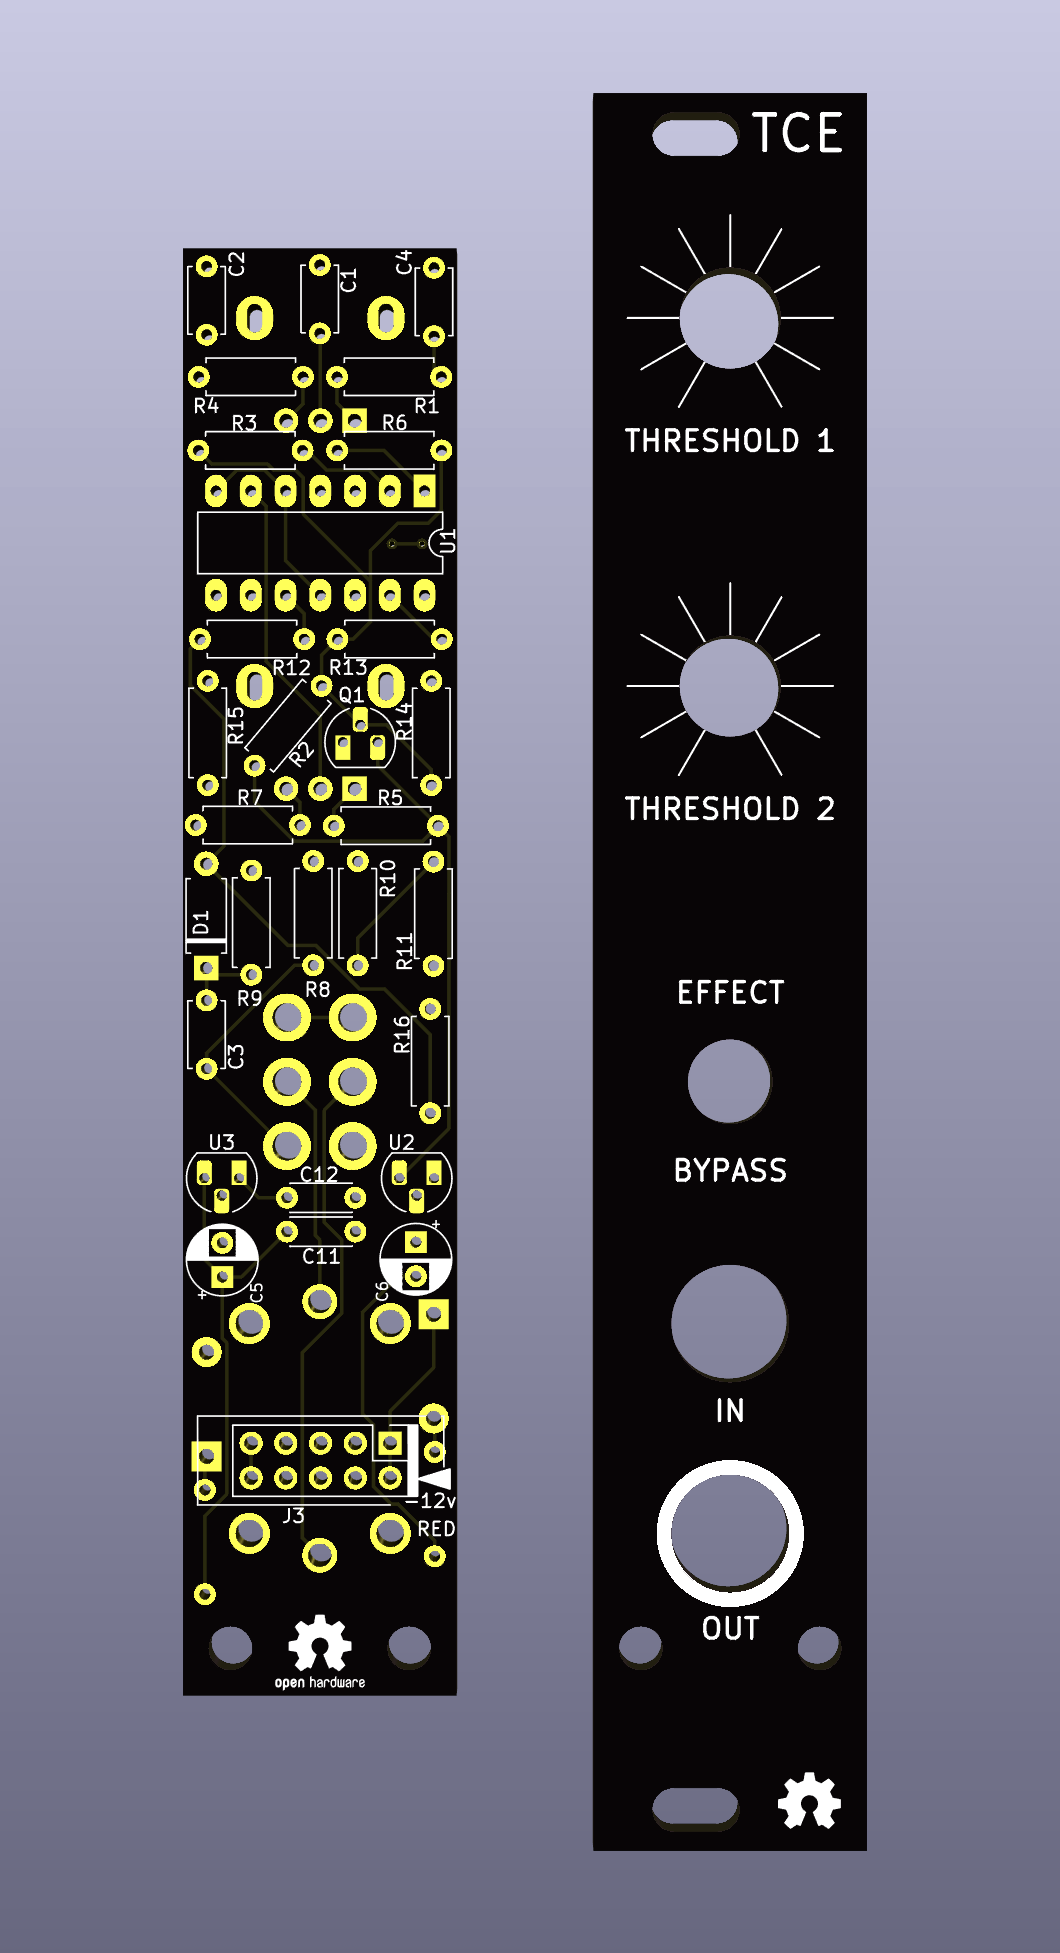 C2
C1
C4
R4
R1
R3
R6
U1
R12
R13
R15
R2
Q1
R14
R7
R5
D1
R10
R11
R9
R8
C3
R16
U3
U2
C12
C11
+
+
C5
C6
-12v
J3
RED
open hardware
TCE
THRESHOLD 1
THRESHOLD 2
EFFECT
BYPASS
IN
OUT